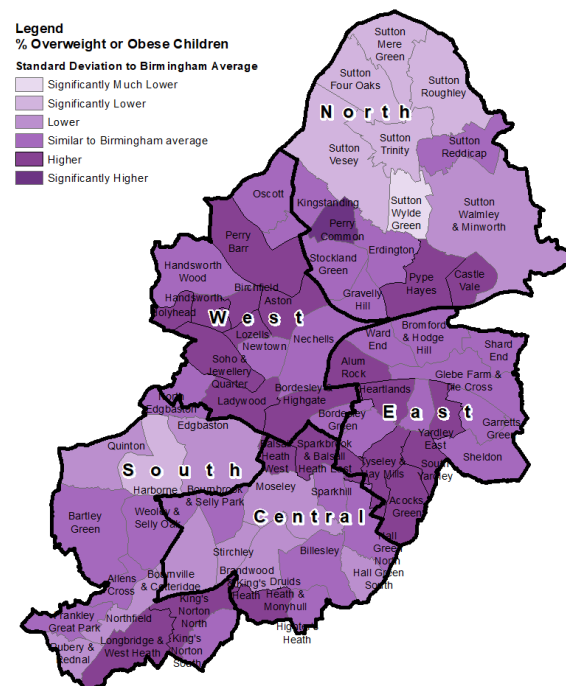 Legend
% Overweight or Obese Children
Standard Deviation to Birmingham Average
Significantly Much Lower
Significantly Lower
Lower
Similar to Birmingham average
Higher
Significantly Higher
Sutton
Mere
Green
Sutton
Four Oaks
Sutton
Roughley
North
Sutton
Vesey
Sutton
Trinity
Sutton
Reddicap
Oscott
Kingstanding
Sutton
Wylde
Green
Sutton
Walmley
& Minworth
Perry
Common
Perry
Barr
Stockland
Green
Erdington
Handsworth
Wood
Pype
Hayes
Castle
Vale
Birchfield
Gravelly
Hill
Handsworth
Aston
Holyhead
West
Lozells
Newtown
Nechells
Ward
End
Bromford
& Hodge
Hill
Shard
End
Soho &
Jewellery
Quarter
Alum
Rock
Glebe Farm &
Tile Cross
Heartlands
Ladywood
Bordesley &
Highgate
North
Edgbaston
Bordesley
Green
East
Garretts
Green
Edgbaston
Yardley
East
Quinton
Balsall
Heath
West
Sparkbrook
& Balsall
Heath East
Sheldon
South
Tyseley &
Hay Mills
South
Yardley
Harborne
Bournbrook
& Selly Park
Moseley
Sparkhill
Acocks
Green
Bartley
Green
Weoley &
Selly Oak
Central
Hall
Green
North
Stirchley
Billesley
Allens
Cross
Bournville
& Cotteridge
Brandwood
& King's
Heath
Druids
Heath &
Monyhull
Hall Green
South
King's
Norton
North
Frankley
Great Park
Northfield
Highter's
Heath
Rubery &
Rednal
Longbridge &
West Heath
King's
Norton
South